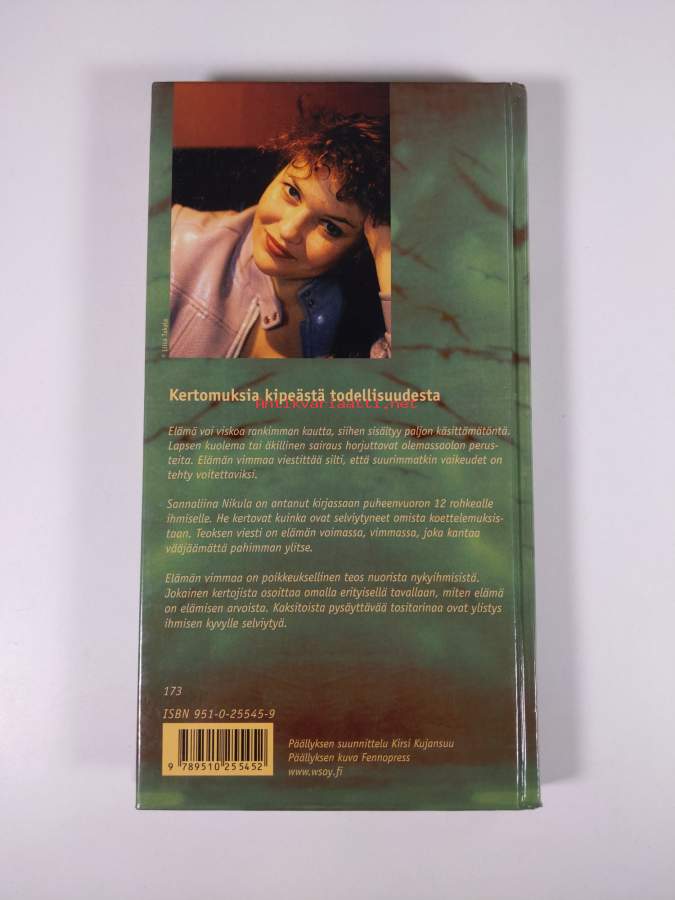 © Liisa Takala
Kertomuksia kipeästä todellisuudesta
Antikvariaatti.net
Elämä voi viskoa rankimman kautta, siihen sisältyy paljon käsittämätöntä.
Lapsen kuolema tai äkillinen sairaus horjuttavat olemassaolon perus-
teita. Elämän vimmaa viestittää silti, että suurimmatkin vaikeudet on
tehty voitettaviksi.
Sannaliina Nikula on antanut kirjassaan puheenvuoron 12 rohkealle
ihmiselle. He kertovat kuinka ovat selviytyneet omista koettelemuksis-
taan. Teoksen viesti on elämän voimassa, vimmassa, joka kantaa
vääjäämättä pahimman ylitse.
Elämän vimmaa on poikkeuksellinen teos nuorista nykyihmisistä.
Jokainen kertojista osoittaa omalla erityisellä tavallaan, miten elämä
on elämisen arvoista. Kaksitoista pysäyttävää tositarinaa ovat ylistys
ihmisen kyvylle selviytyä.
173
ISBN 951-0-25545-9
9 789510 255452
Päällyksen suunnittelu Kirsi Kujansuu
Päällyksen kuva Fennopress
www.wsoy.fi